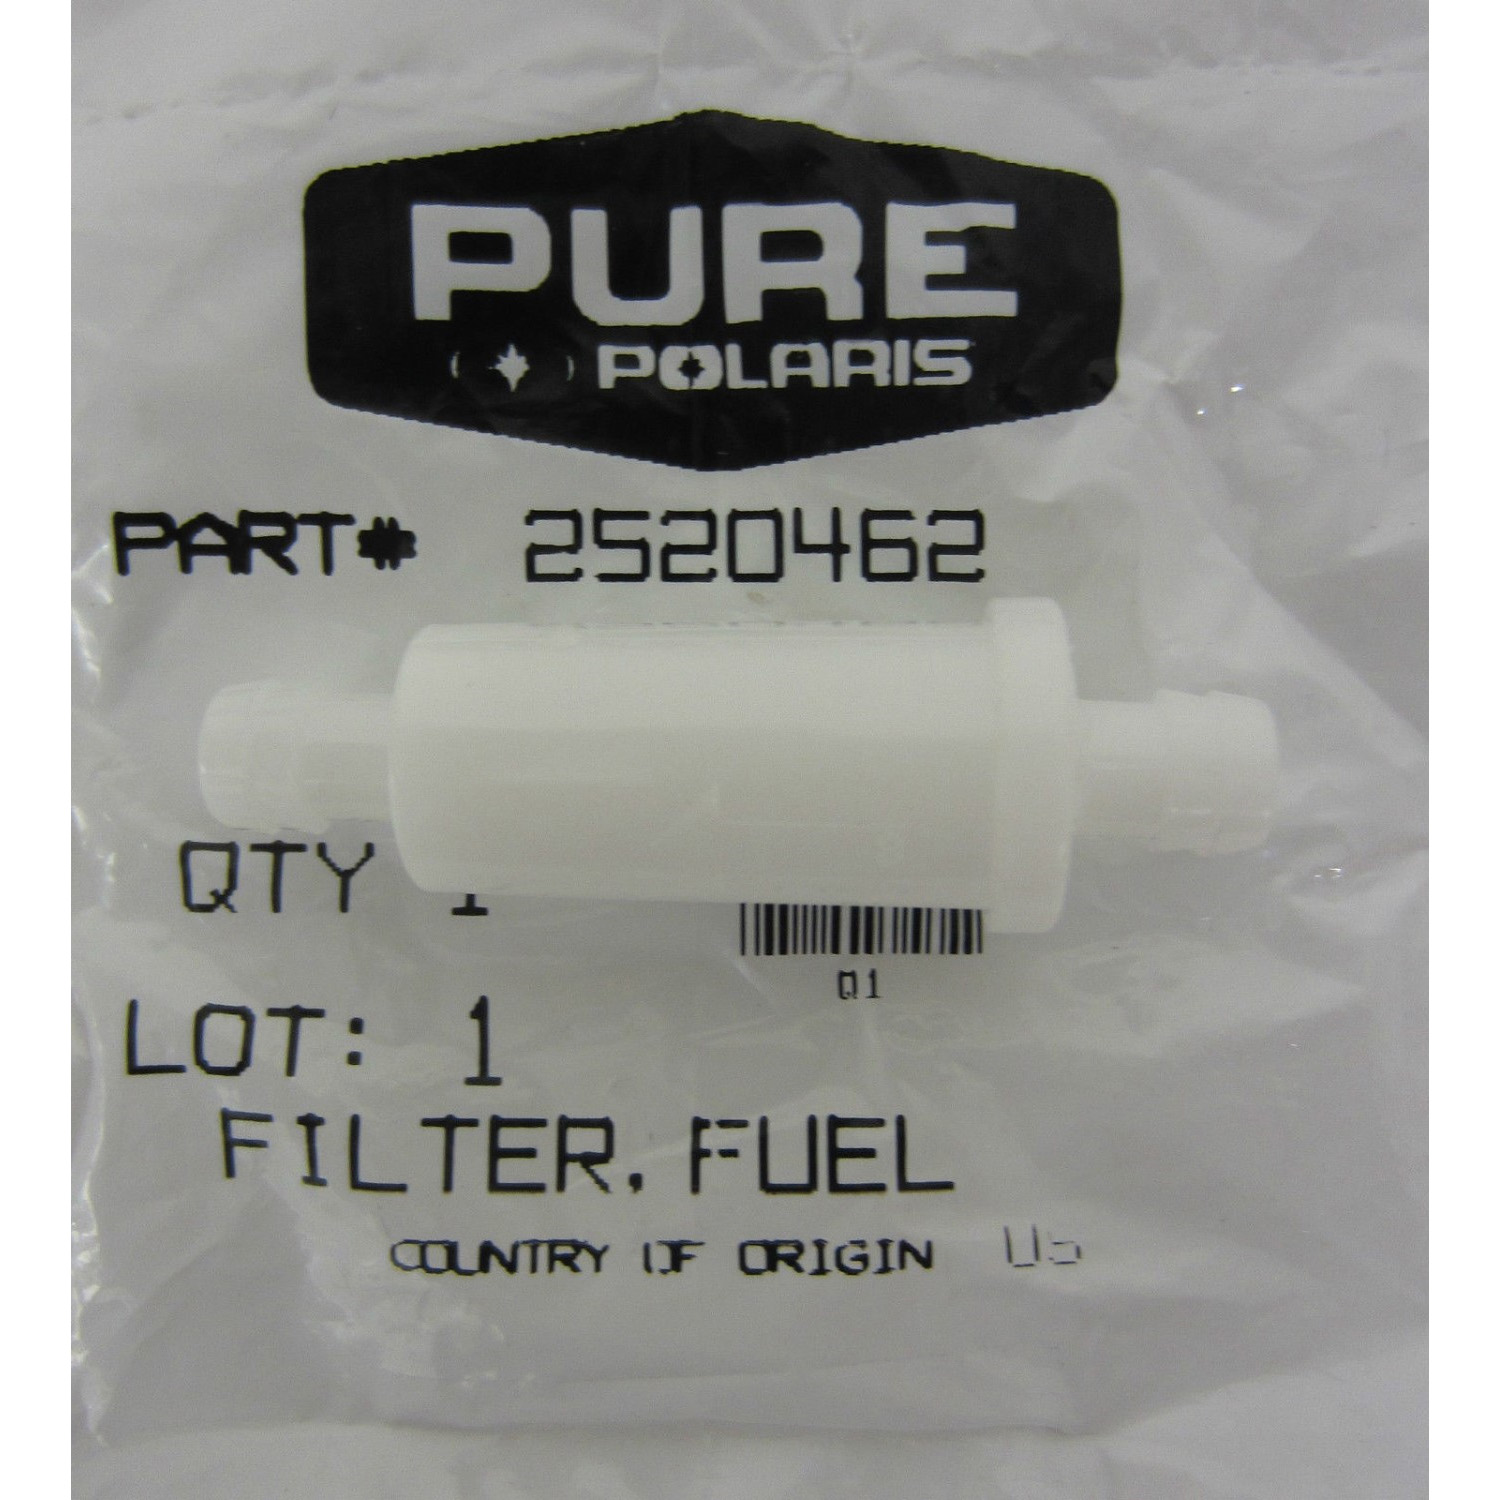 PURE
POLARIS
PART# 2520462
QTY 1
Q1
LOT: 1
FILTER, FUEL
COUNTRY OF ORIGIN US